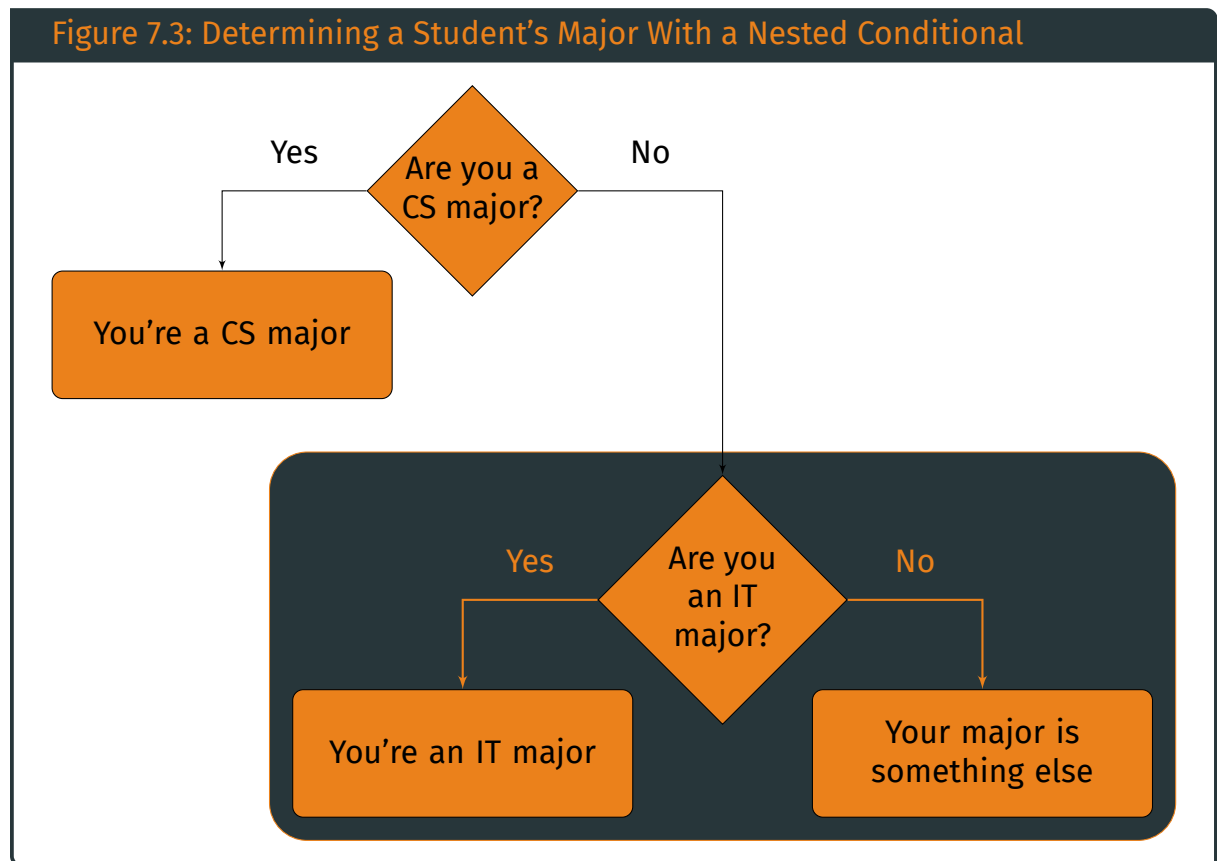 Figure 7.3: Determining a Student’s Major With a Nested Conditional
Yes
No
Are you a
CS major?
You’re a CS major
Yes
No
Are you
an IT
major?
You’re an IT major
Your major is
something else